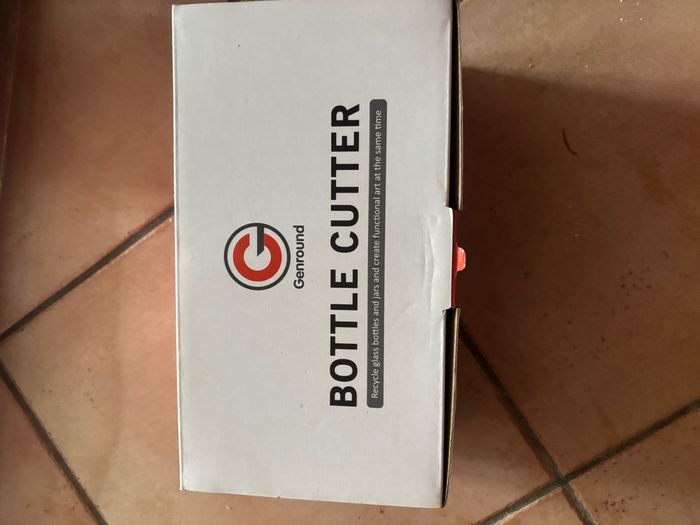 Genround
BOTTLE CUTTER
Recycle glass bottles and jars and create functional art at the same time